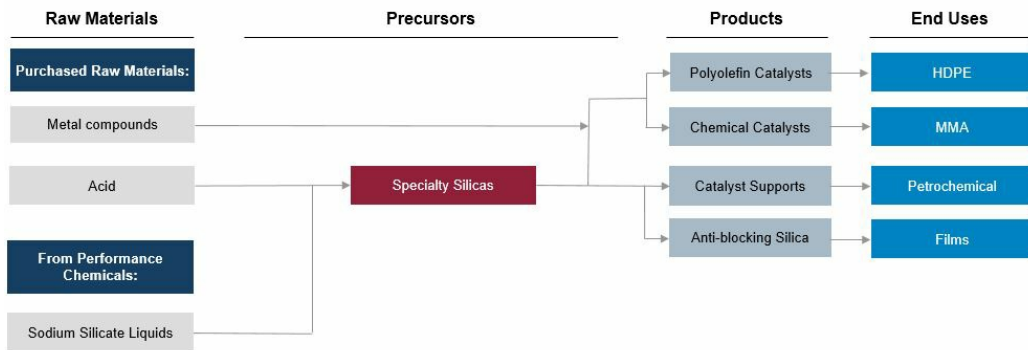 Raw Materials
Precursors
Products
End Uses
Purchased Raw Materials:
Polyolefin Catalysts
HDPE
Metal compounds
Chemical Catalysts
MMA
Acid
Specialty Silicas
Catalyst Supports
Petrochemical
From Performance
Chemicals:
Anti-blocking Silica
Films
Sodium Silicate Liquids